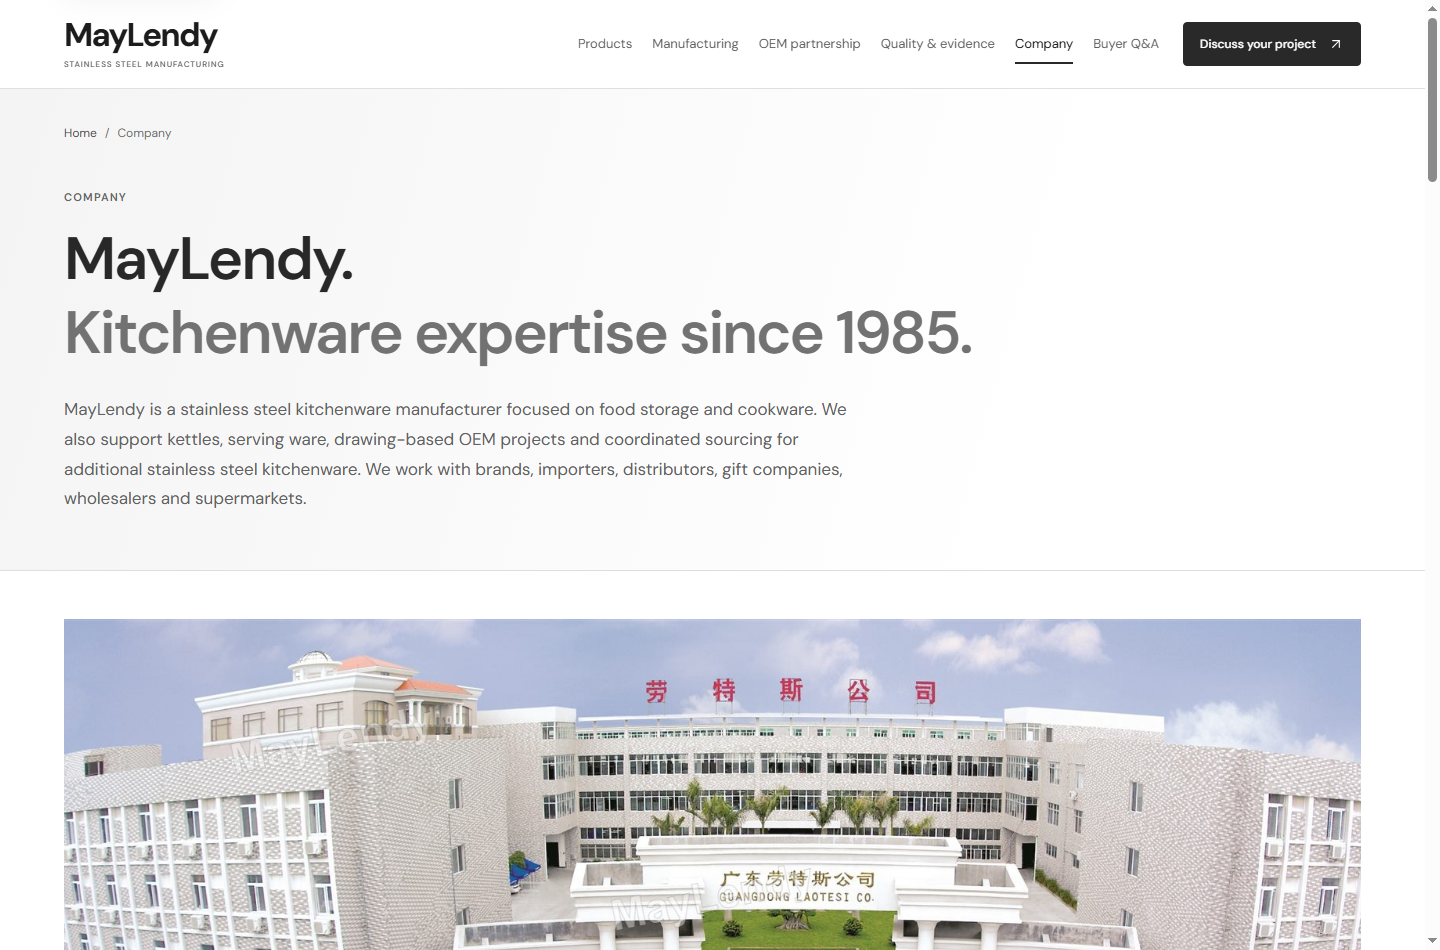 MayLendy
STAINLESS STEEL MANUFACTURING
Products
Manufacturing
OEM partnership
Quality & evidence
Company
Buyer Q&A
Discuss your project
Home / Company
COMPANY
MayLendy.
Kitchenware expertise since 1985.
MayLendy is a stainless steel kitchenware manufacturer focused on food storage and cookware. We
also support kettles, serving ware, drawing-based OEM projects and coordinated sourcing for
additional stainless steel kitchenware. We work with brands, importers, distributors, gift companies,
wholesalers and supermarkets.
劳特斯公司
MayLendy
广东劳特斯公司
GUANGDONG LAOTESI CO.
MayLendy